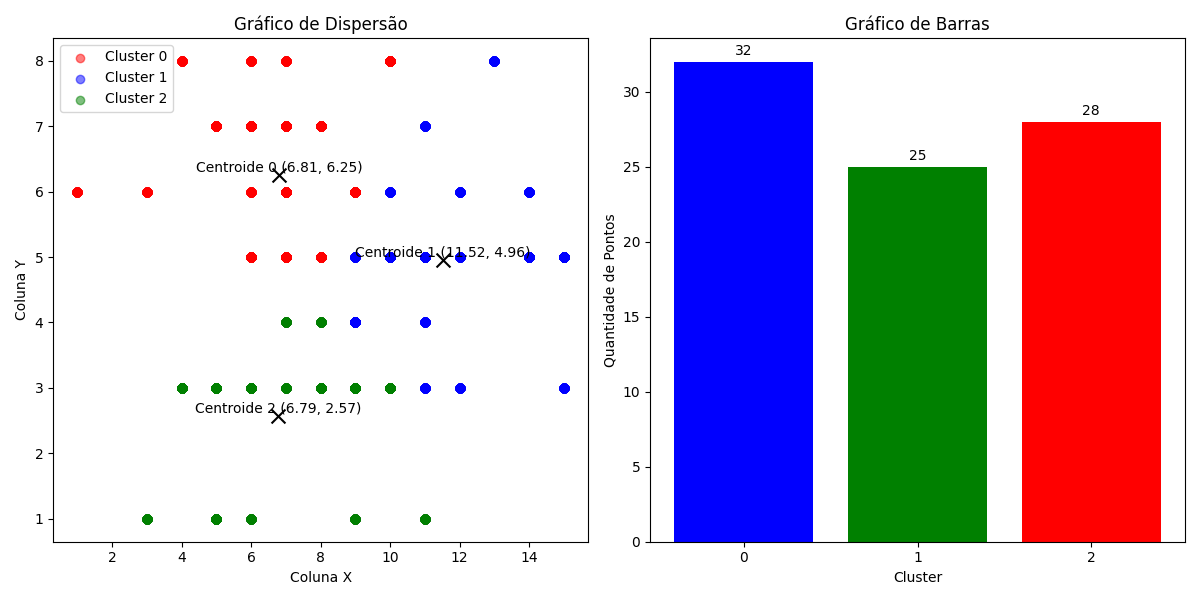 Gráfico de Dispersão
Cluster 0
Cluster 1
Cluster 2
8
7
6
5
4
3
2
1
Coluna Y
Centroide 0 (6.81, 6.25)
Centroide 1 (11.52, 4.96)
Centroide 2 (6.79, 2.57)
2 4 6 8 10 12 14
Coluna X
Gráfico de Barras
30
25
20
15
10
5
0
Quantidade de Pontos
32
25
28
0 1 2
Cluster